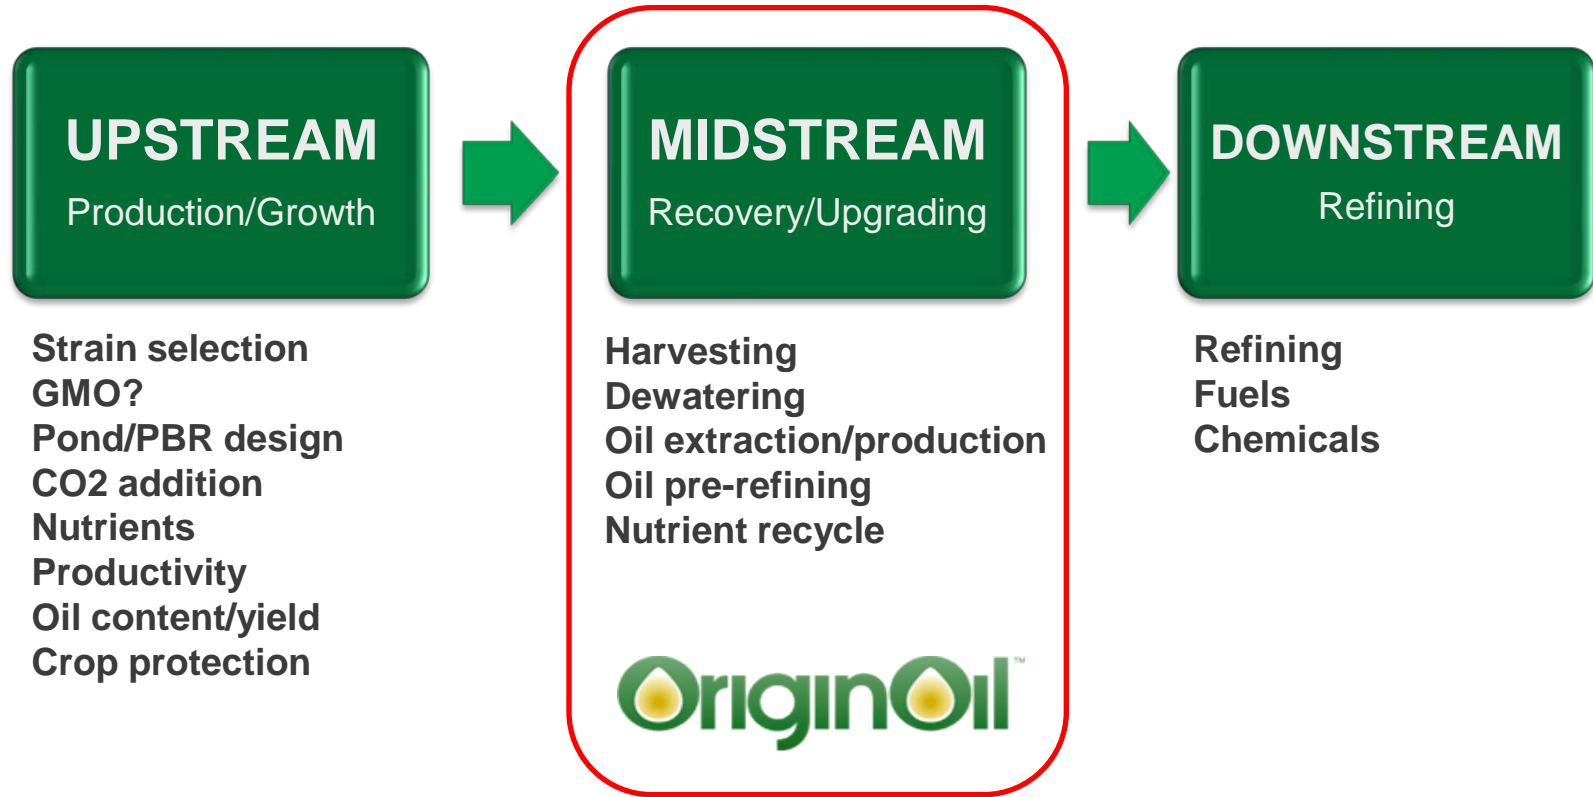 UPSTREAM
Production/Growth
Strain selection
GMO?
Pond/PBR design
CO2 addition
Nutrients
Productivity
Oil content/yield
Crop protection
MIDSTREAM
Recovery/Upgrading
Harvesting
Dewatering
Oil extraction/production
Oil pre-refining
Nutrient recycle
OriginOil™
DOWNSTREAM
Refining
Refining
Fuels
Chemicals